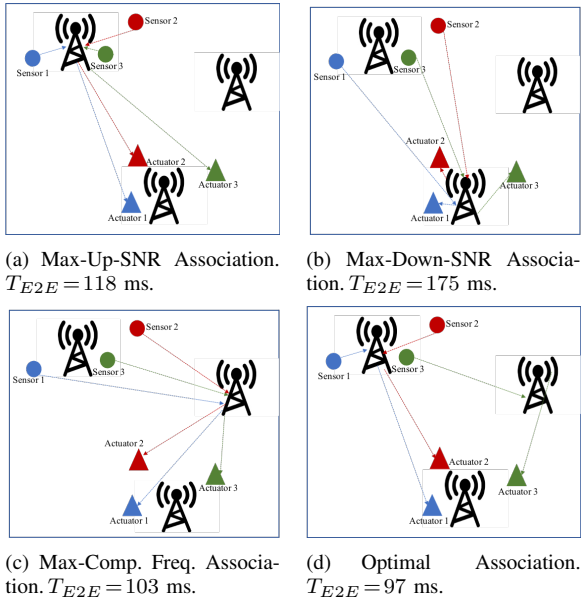 Sensor 2
Sensor 1
Sensor 3
Actuator 2
Actuator 3
Actuator 1
(a) Max-Up-SNR Association.
T_{E2E} = 118 ms.
Sensor 2
Sensor 1
Sensor 3
Actuator 2
Actuator 3
Actuator 1
(b) Max-Down-SNR Associa-
tion. T_{E2E} = 175 ms.
Sensor 2
Sensor 1
Sensor 3
Actuator 2
Actuator 3
Actuator 1
(c) Max-Comp. Freq. Associa-
tion. T_{E2E} = 103 ms.
Sensor 2
Sensor 1
Sensor 3
Actuator 2
Actuator 3
Actuator 1
(d) Optimal Association.
T_{E2E} = 97 ms.